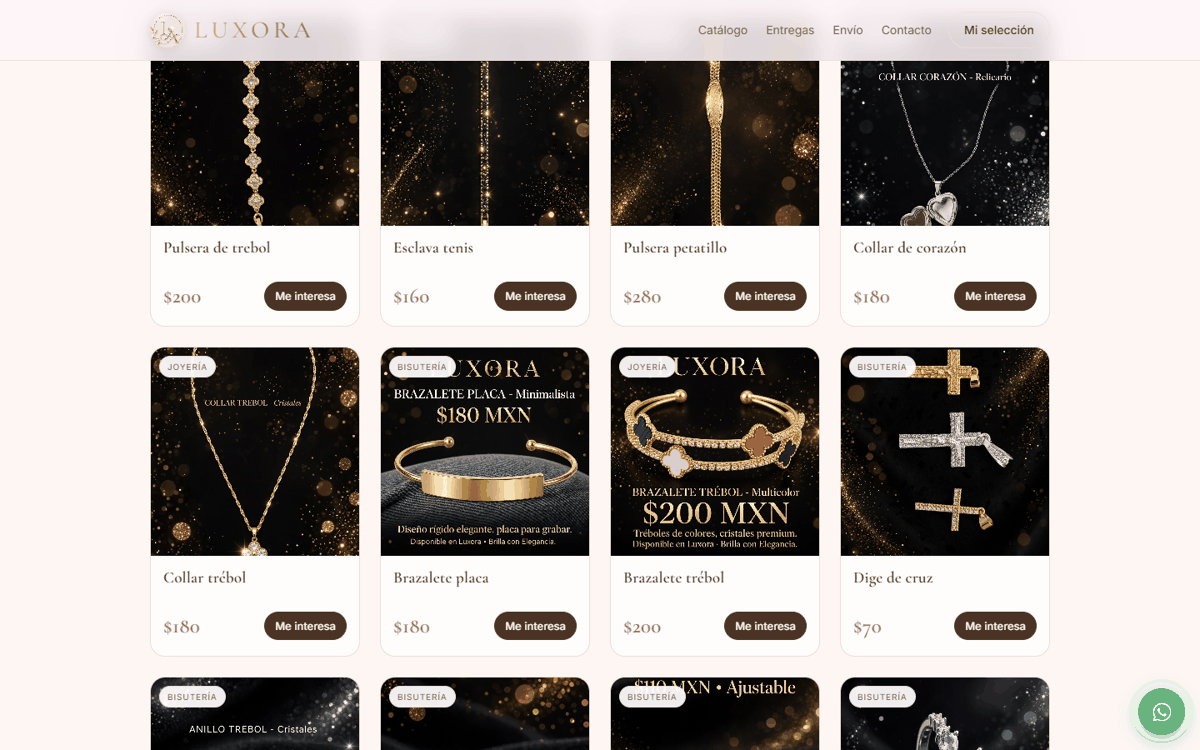 LUXORA
Catálogo
Entregas
Envío
Contacto
Mi selección
COLLAR CORAZÓN - Relicario
Pulsera de trebol
$200
Me interesa
Esclava tenis
$160
Me interesa
Pulsera petatillo
$280
Me interesa
Collar de corazón
$180
Me interesa
JOYERÍA
COLLAR TREBOL - Cristales
Collar trébol
$180
Me interesa
BISUTERÍA
UXORA
BRAZALETE PLACA - Minimalista
$180 MXN
Diseño rígido elegante, placa para grabar.
Disponible en Luxora • Brilla con Elegancia.
Brazalete placa
$180
Me interesa
JOYERÍA
UXORA
BRAZALETE TRÉBOL - Multicolor
$200 MXN
Tréboles de colores, cristales premium.
Disponible en Luxora - Brilla con Elegancia.
Brazalete trébol
$200
Me interesa
BISUTERÍA
Dige de cruz
$70
Me interesa
BISUTERÍA
ANILLO TREBOL - Cristales
BISUTERÍA
BISUTERÍA
$110 MXN • Ajustable
BISUTERÍA